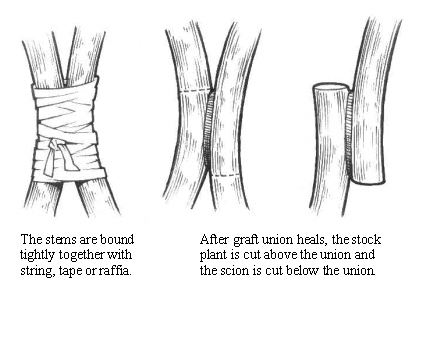 The stems are bound
tightly together with
string, tape or raffia.
After graft union heals, the stock
plant is cut above the union and
the scion is cut below the union.